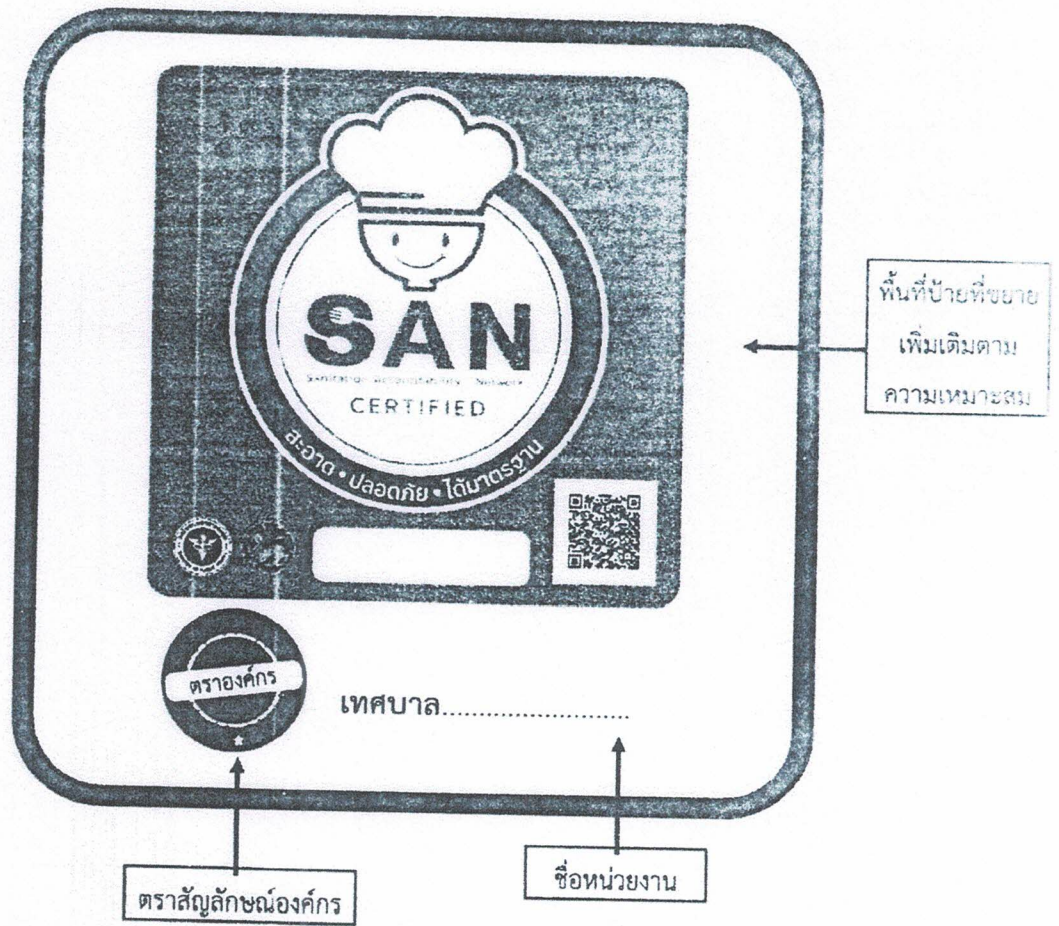 SAN
Sanitation Accountability Network
CERTIFIED
สะอาด • ปลอดภัย • ได้มาตรฐาน
พื้นที่ป้ายที่ขยาย
เพิ่มเติมตาม
ความเหมาะสม
ตราองค์กร
เทศบาล........................
ตราสัญลักษณ์องค์กร
ชื่อหน่วยงาน